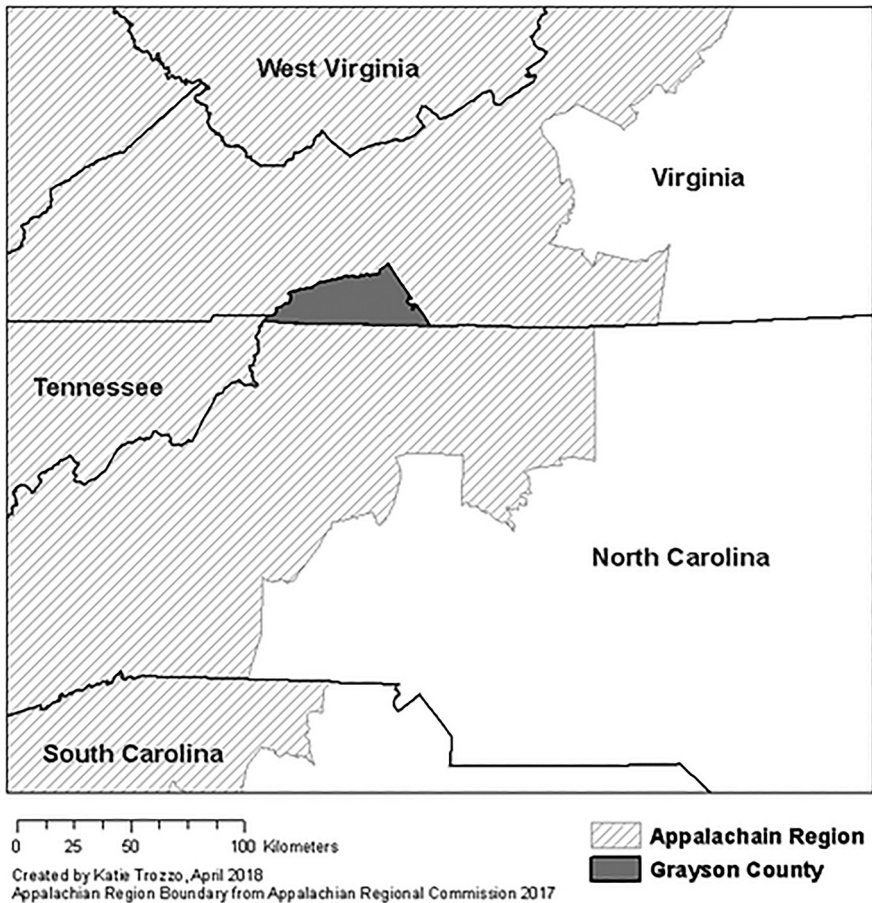 West Virginia
Virginia
Tennessee
North Carolina
South Carolina
0 25 50 100 Kilometers
Appalachain Region
Grayson County
Created by Katie Trozzo, April 2018
Appalachian Region Boundary from Appalachian Regional Commission 2017